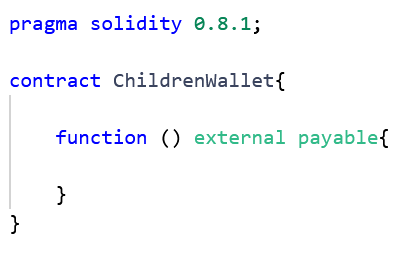 pragma solidity 0.8.1;
contract ChildrenWallet{
function () external payable{
}
}